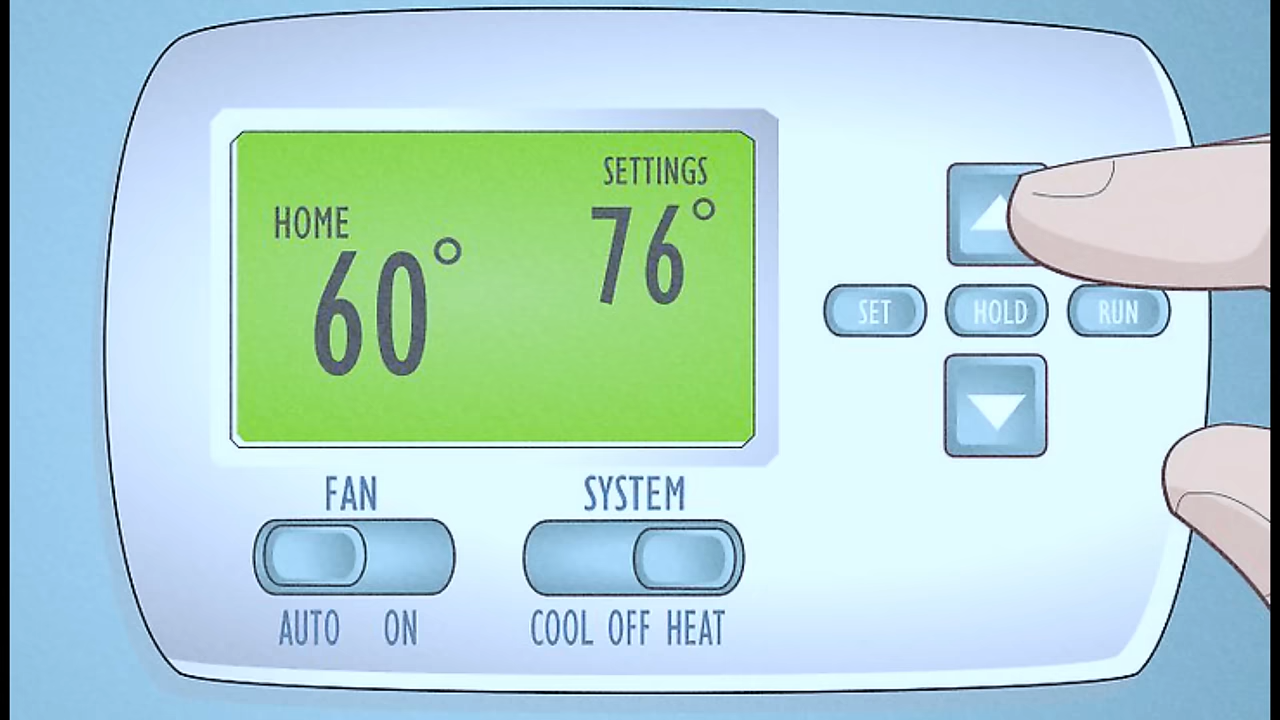 SETTINGS
HOME
76°
60°
SET
HOLD
RUN
FAN
SYSTEM
AUTO ON
COOL OFF HEAT